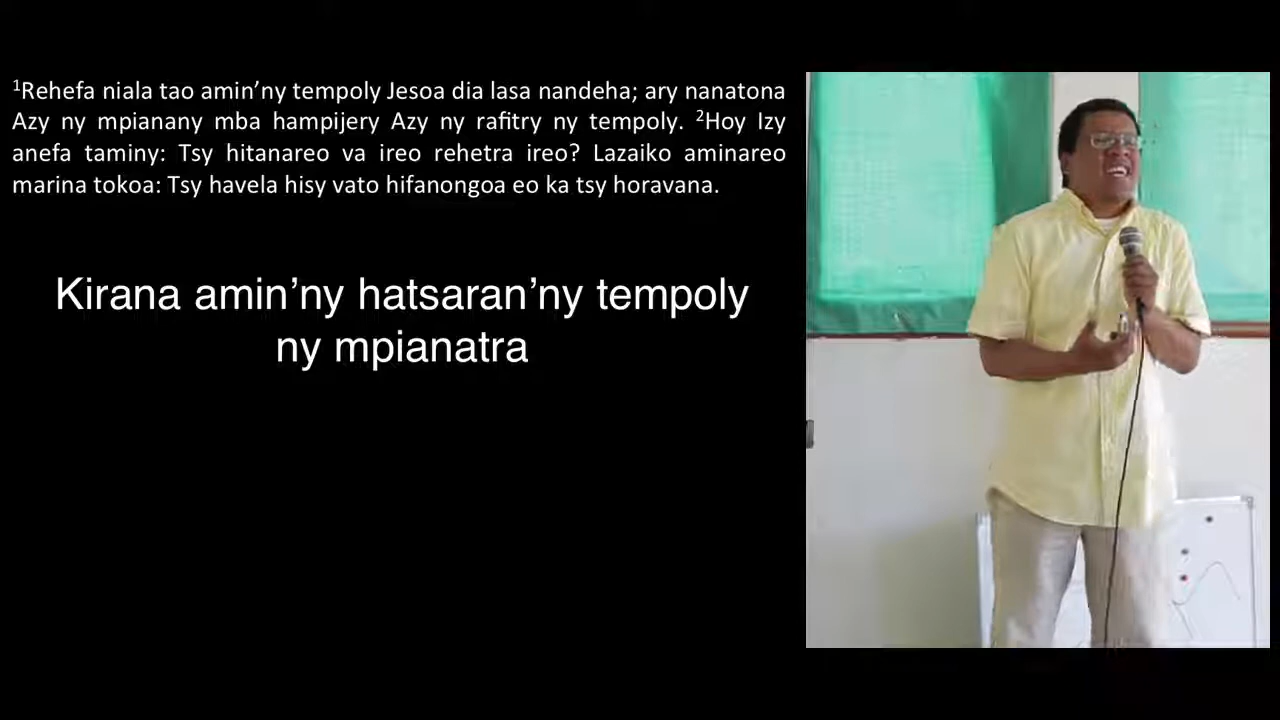 ¹Rehefa niala tao amin’ny tempoly Jesoa dia lasa nandeha; ary nanatona
Azy ny mpianany mba hampijery Azy ny rafitry ny tempoly. ²Hoy Izy
anefa taminy: Tsy hitanareo va ireo rehetra ireo? Lazaiko aminareo
marina tokoa: Tsy havela hisy vato hifanongoa eo ka tsy horavana.
Kirana amin’ny hatsaran’ny tempoly
ny mpianatra